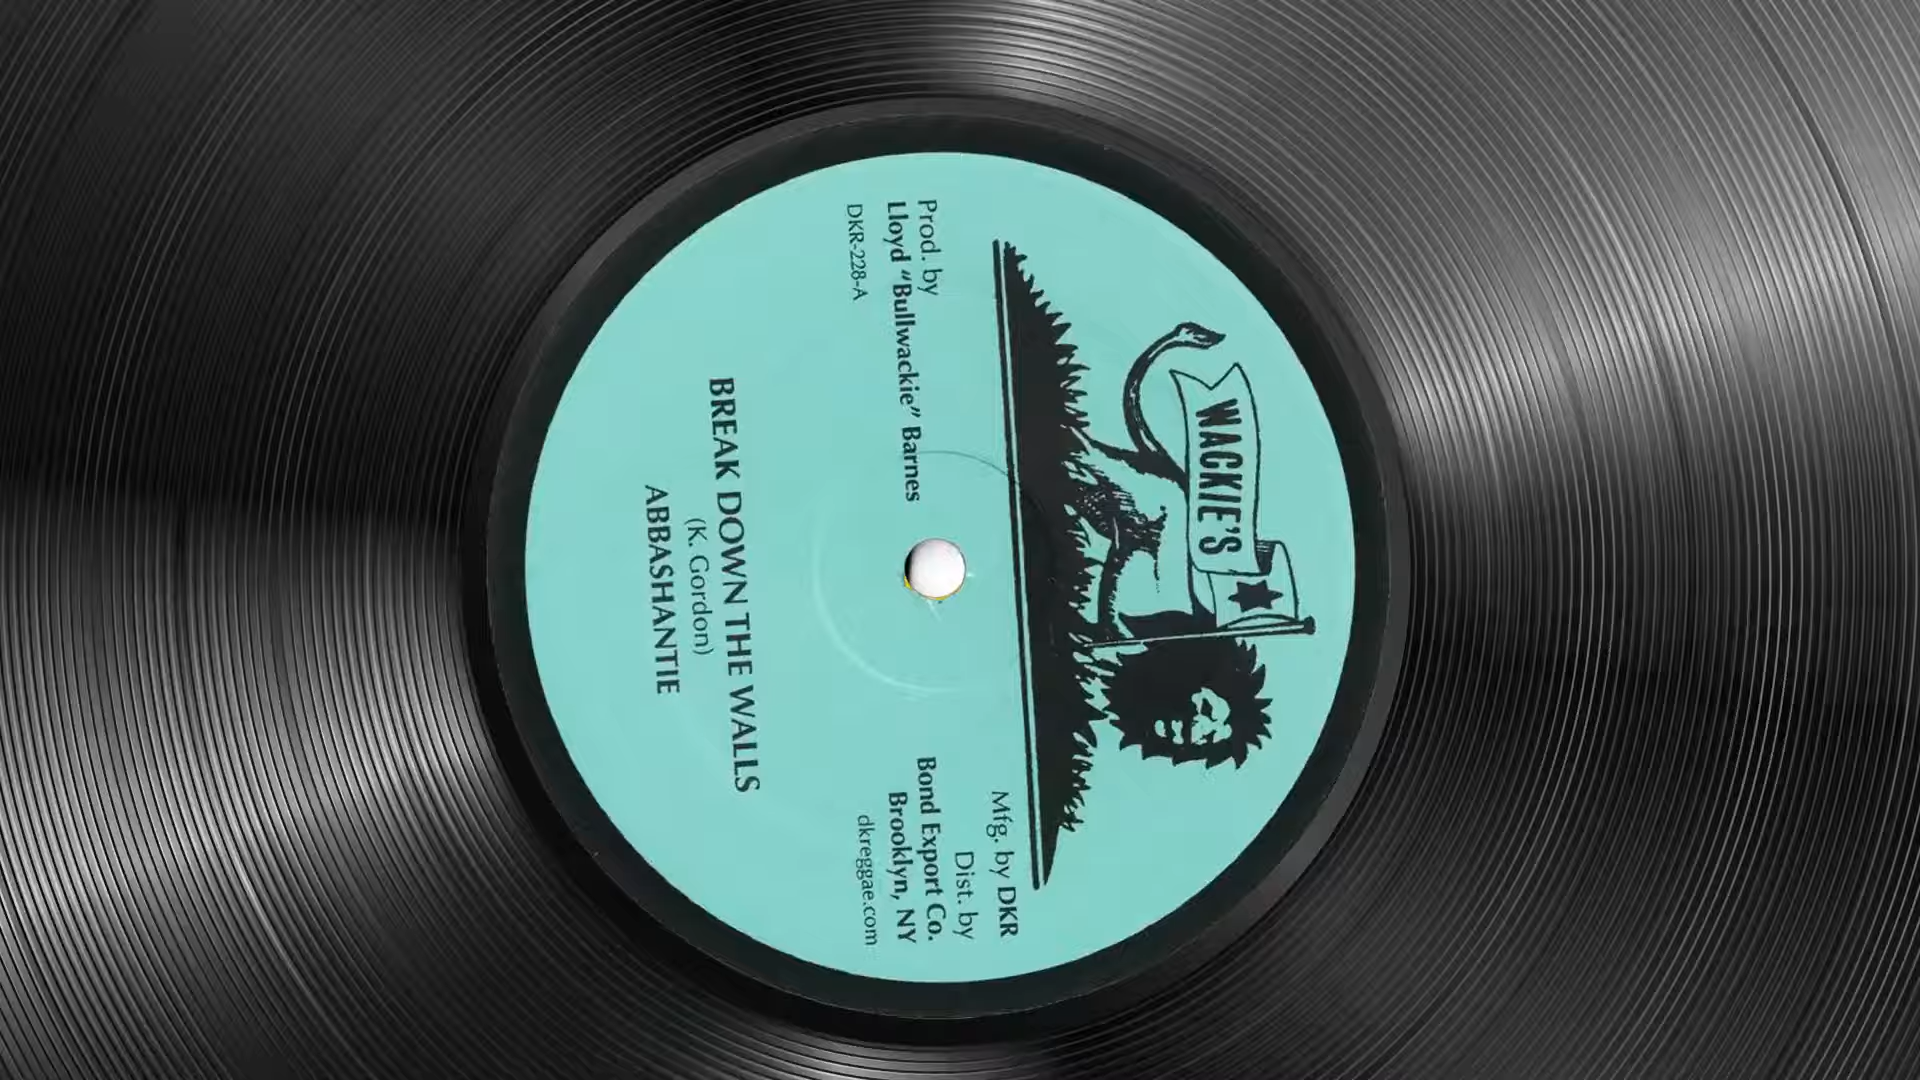 WACKIE'S
Prod. by
Lloyd "Bullwackie" Barnes
DKR-228-A
Mfg. by DKR
Dist. by
Bond Export Co.
Brooklyn, NY
dkreggae.com
BREAK DOWN THE WALLS
(K. Gordon)
ABBASHANTIE